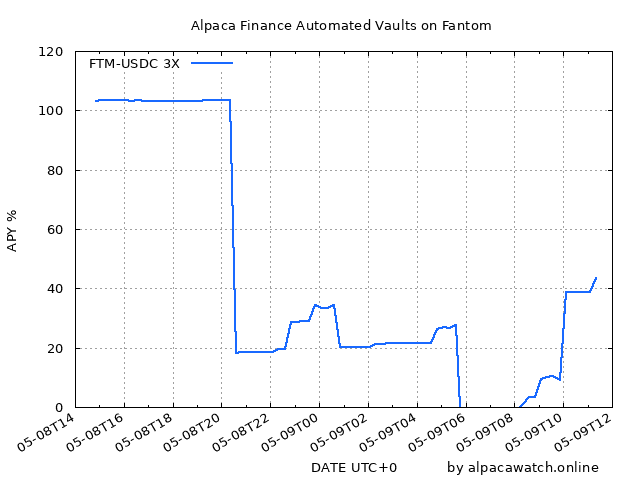 Alpaca Finance Automated Vaults on Fantom
FTM-USDC 3X
APY %
120
100
80
60
40
20
0
05-08T14
05-08T16
05-08T18
05-08T20
05-08T22
05-09T00
05-09T02
05-09T04
05-09T06
05-09T08
05-09T10
05-09T12
DATE UTC+0
by alpacawatch.online